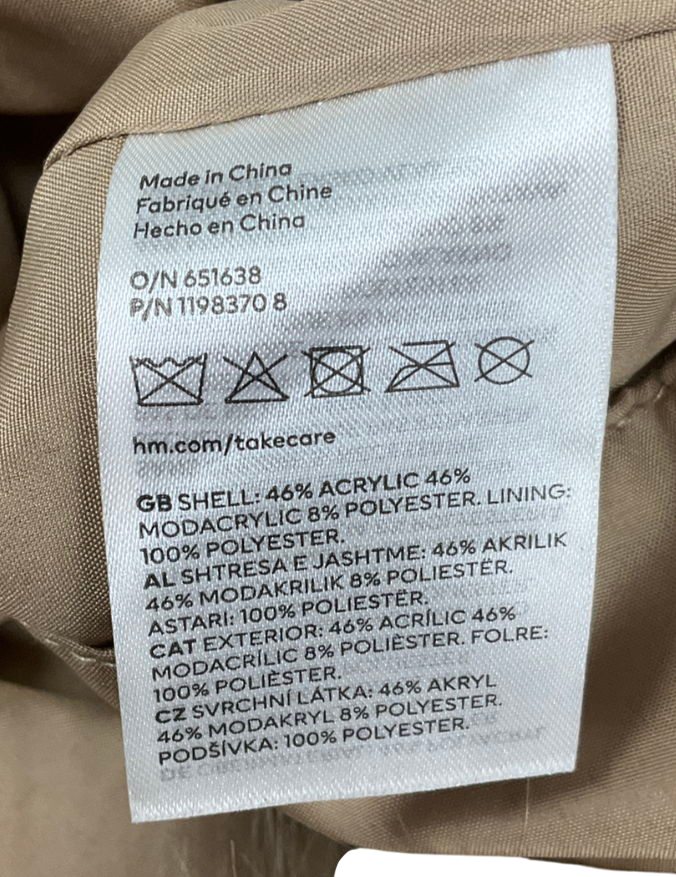 Made in China
Fabriqué en Chine
Hecho en China
O/N 651638
P/N 1198370 8
hm.com/takecare
GB SHELL: 46% ACRYLIC 46%
MODACRYLIC 8% POLYESTER. LINING:
100% POLYESTER.
AL SHTRESA E JASHTME: 46% AKRILIK
46% MODAKRILIK 8% POLIESTËR.
ASTARI: 100% POLIESTËR.
CAT EXTERIOR: 46% ACRÍLIC 46%
MODACRÍLIC 8% POLIÈSTER. FOLRE:
100% POLIÈSTER.
CZ SVRCHNÍ LÁTKA: 46% AKRYL
46% MODAKRYL 8% POLYESTER.
PODŠÍVKA: 100% POLYESTER.